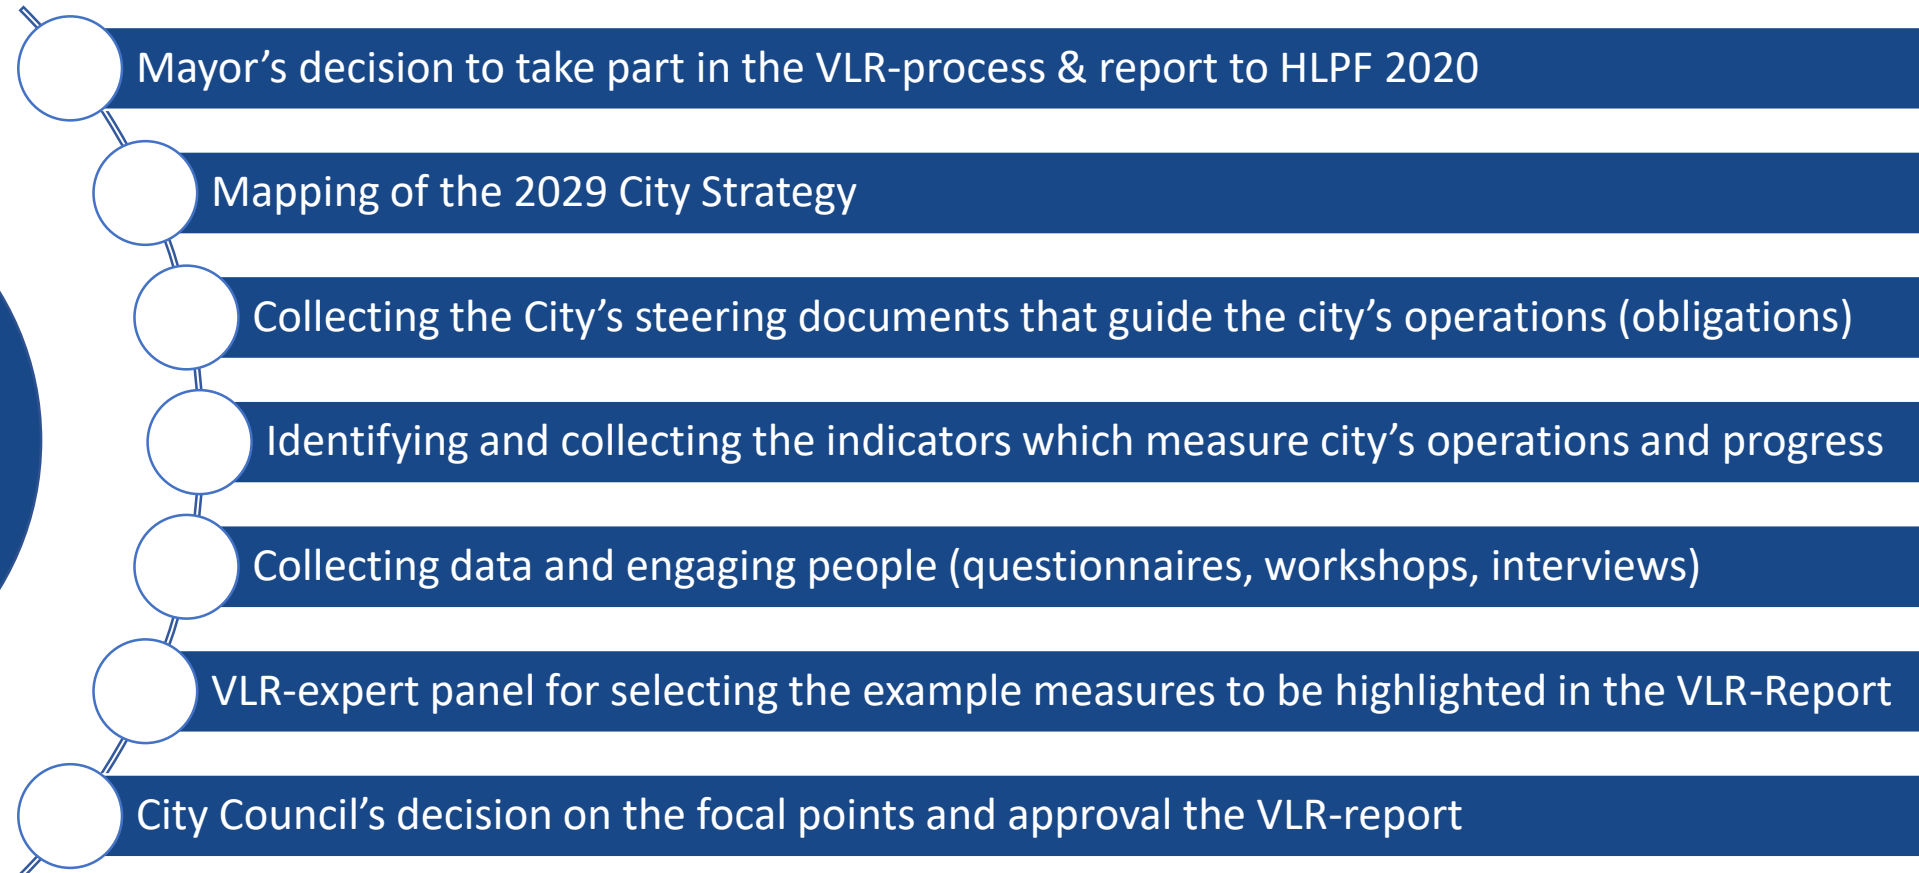 Mayor’s decision to take part in the VLR-process & report to HLPF 2020
Mapping of the 2029 City Strategy
Collecting the City’s steering documents that guide the city’s operations (obligations)
Identifying and collecting the indicators which measure city’s operations and progress
Collecting data and engaging people (questionnaires, workshops, interviews)
VLR-expert panel for selecting the example measures to be highlighted in the VLR-Report
City Council’s decision on the focal points and approval the VLR-report